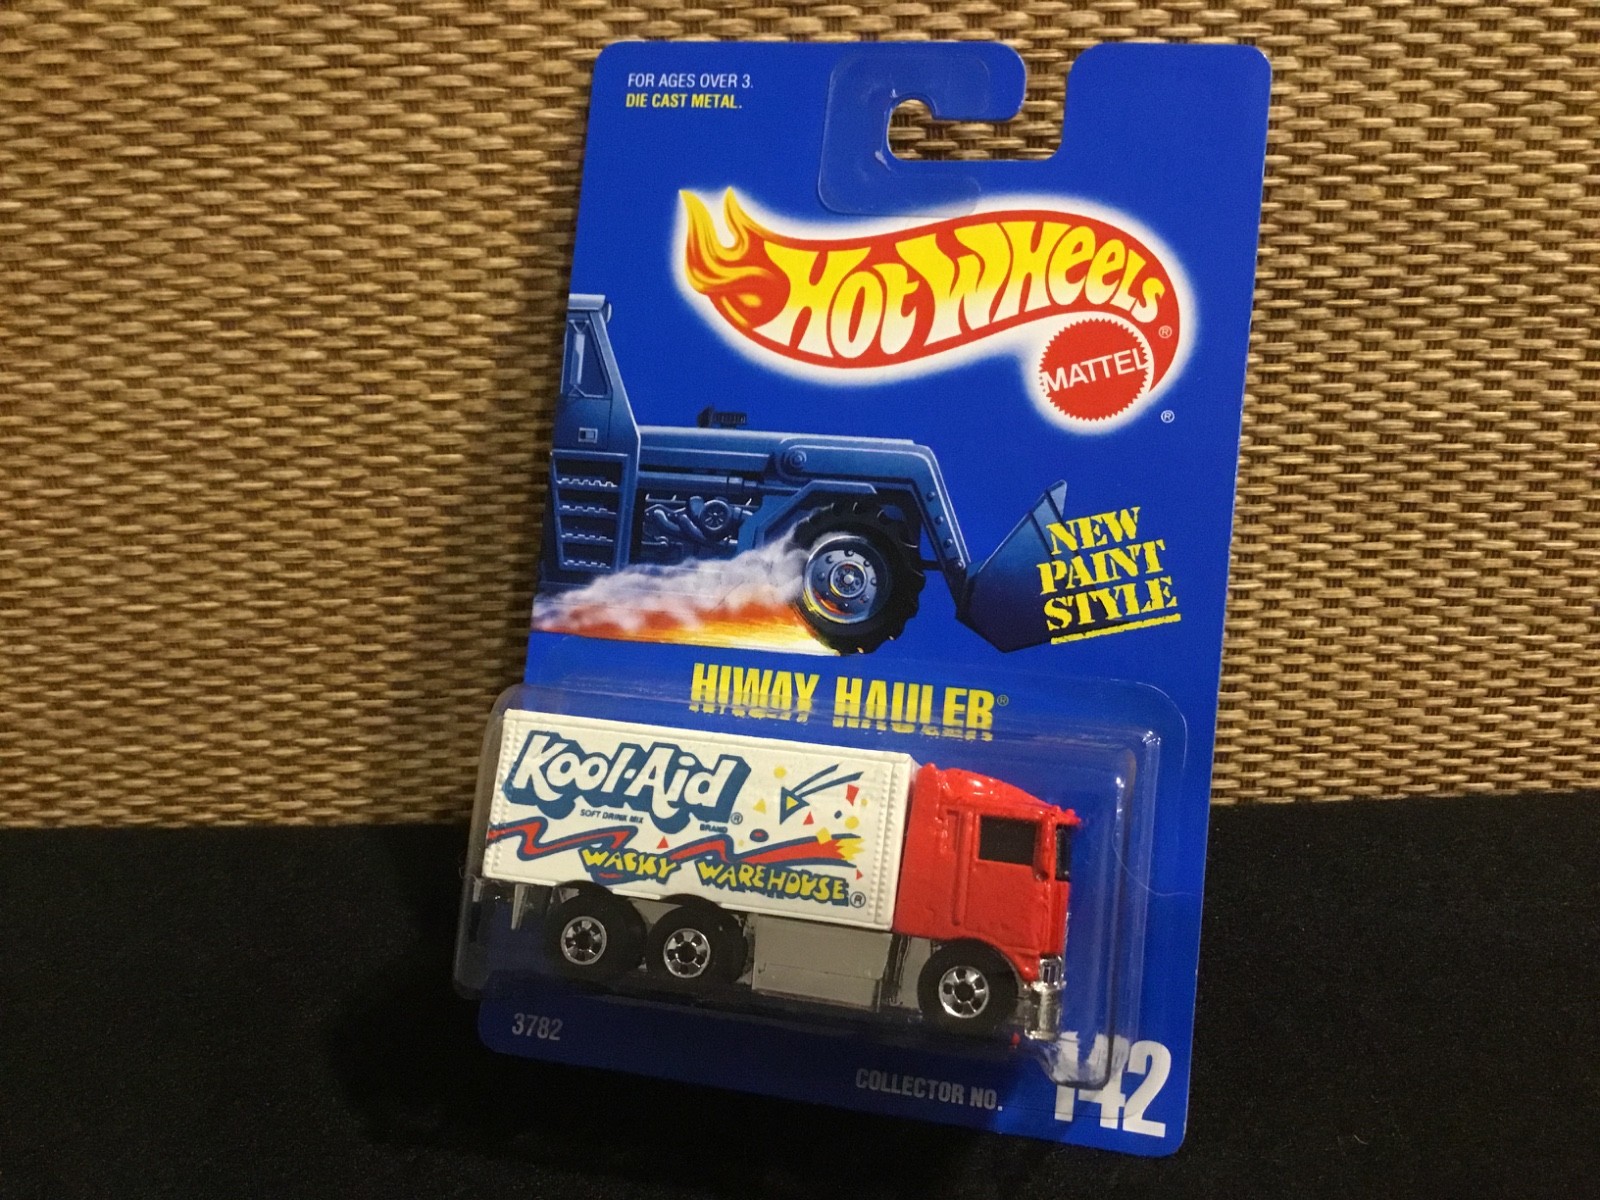 FOR AGES OVER 3.
DIE CAST METAL.
HOT WHEELS ®
MATTEL ®
NEW
PAINT
STYLE
HIWAY HAULER®
Kool-Aid®
SOFT DRINK MIX BRAND
WACKY WAREHOUSE®
3782
COLLECTOR NO. 142